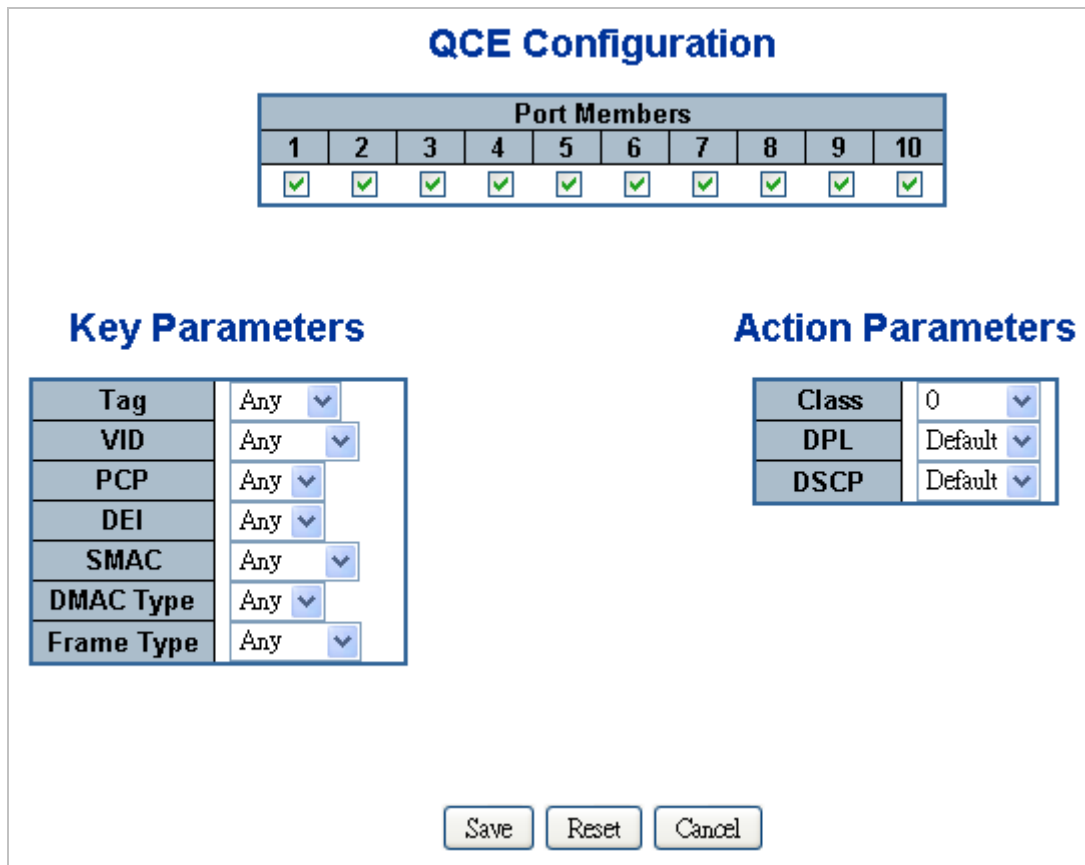 QCE Configuration
Port Members
1 2 3 4 5 6 7 8 9 10
Key Parameters
Tag Any
VID Any
PCP Any
DEI Any
SMAC Any
DMAC Type Any
Frame Type Any
Action Parameters
Class 0
DPL Default
DSCP Default
Save Reset Cancel